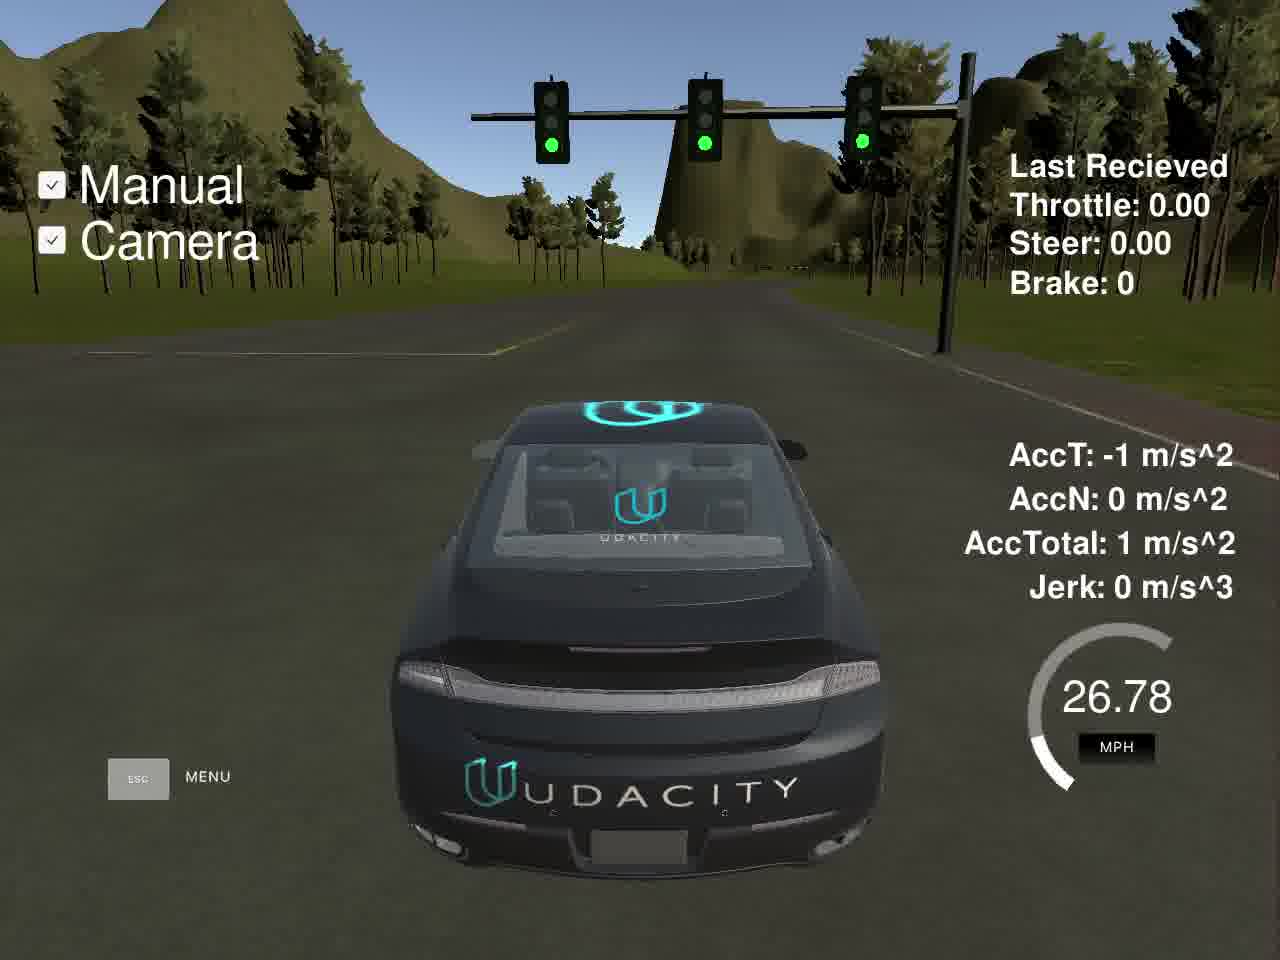 Manual
Camera
Last Recieved
Throttle: 0.00
Steer: 0.00
Brake: 0
AccT: -1 m/s^2
AccN: 0 m/s^2
AccTotal: 1 m/s^2
Jerk: 0 m/s^3
UDACITY
26.78
MPH
ESC MENU
UDACITY